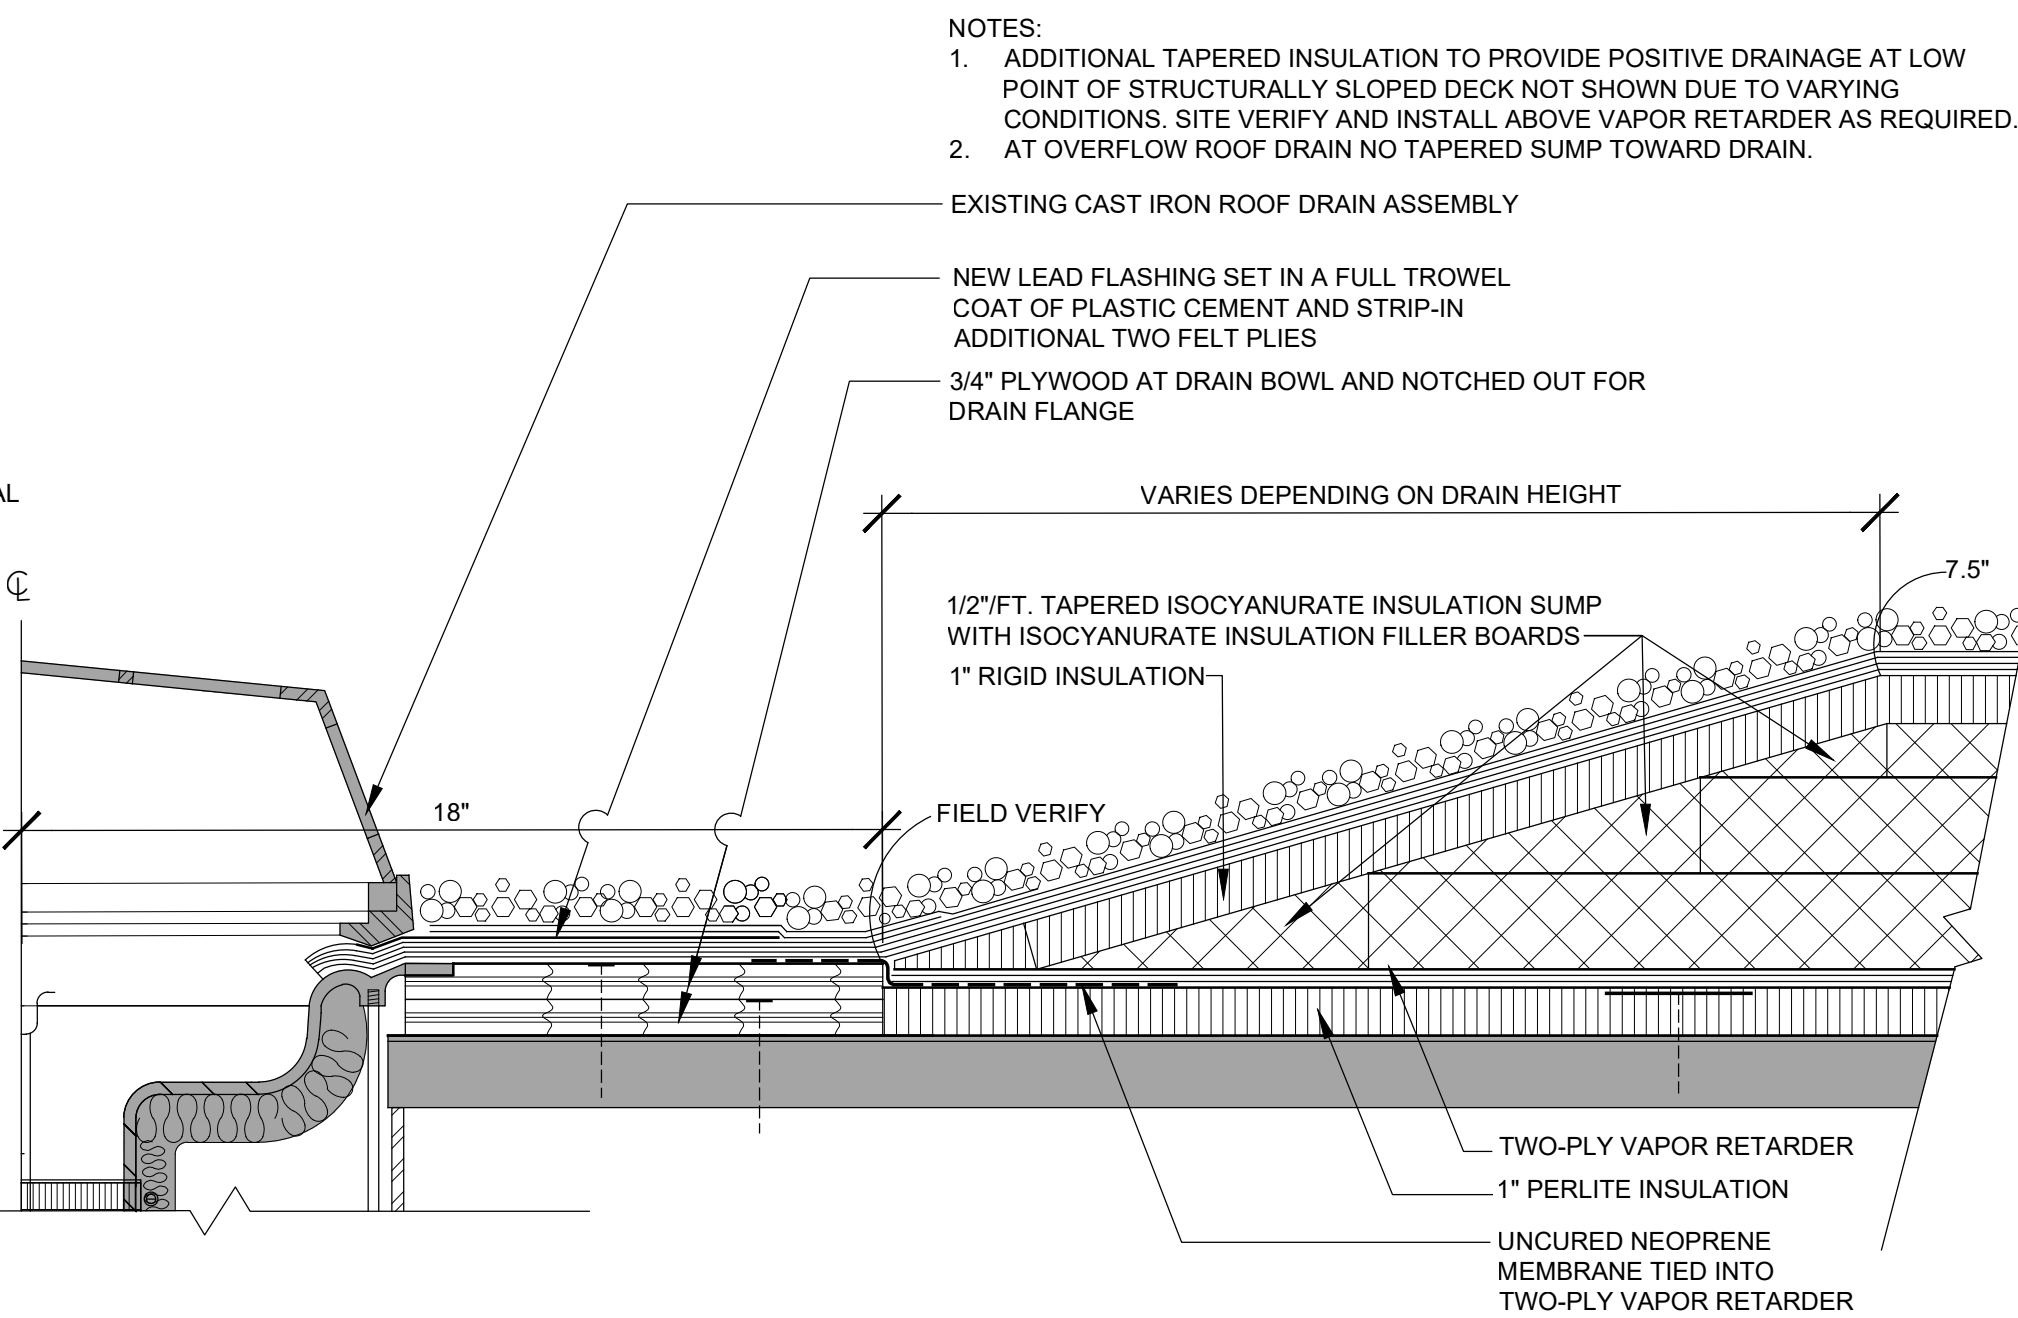 NOTES:
1. ADDITIONAL TAPERED INSULATION TO PROVIDE POSITIVE DRAINAGE AT LOW
POINT OF STRUCTURALLY SLOPED DECK NOT SHOWN DUE TO VARYING
CONDITIONS. SITE VERIFY AND INSTALL ABOVE VAPOR RETARDER AS REQUIRED.
2. AT OVERFLOW ROOF DRAIN NO TAPERED SUMP TOWARD DRAIN.
EXISTING CAST IRON ROOF DRAIN ASSEMBLY
NEW LEAD FLASHING SET IN A FULL TROWEL
COAT OF PLASTIC CEMENT AND STRIP-IN
ADDITIONAL TWO FELT PLIES
3/4" PLYWOOD AT DRAIN BOWL AND NOTCHED OUT FOR
DRAIN FLANGE
AL
VARIES DEPENDING ON DRAIN HEIGHT
℄
7.5"
1/2"/FT. TAPERED ISOCYANURATE INSULATION SUMP
WITH ISOCYANURATE INSULATION FILLER BOARDS
1" RIGID INSULATION
18"
FIELD VERIFY
TWO-PLY VAPOR RETARDER
1" PERLITE INSULATION
UNCURED NEOPRENE
MEMBRANE TIED INTO
TWO-PLY VAPOR RETARDER